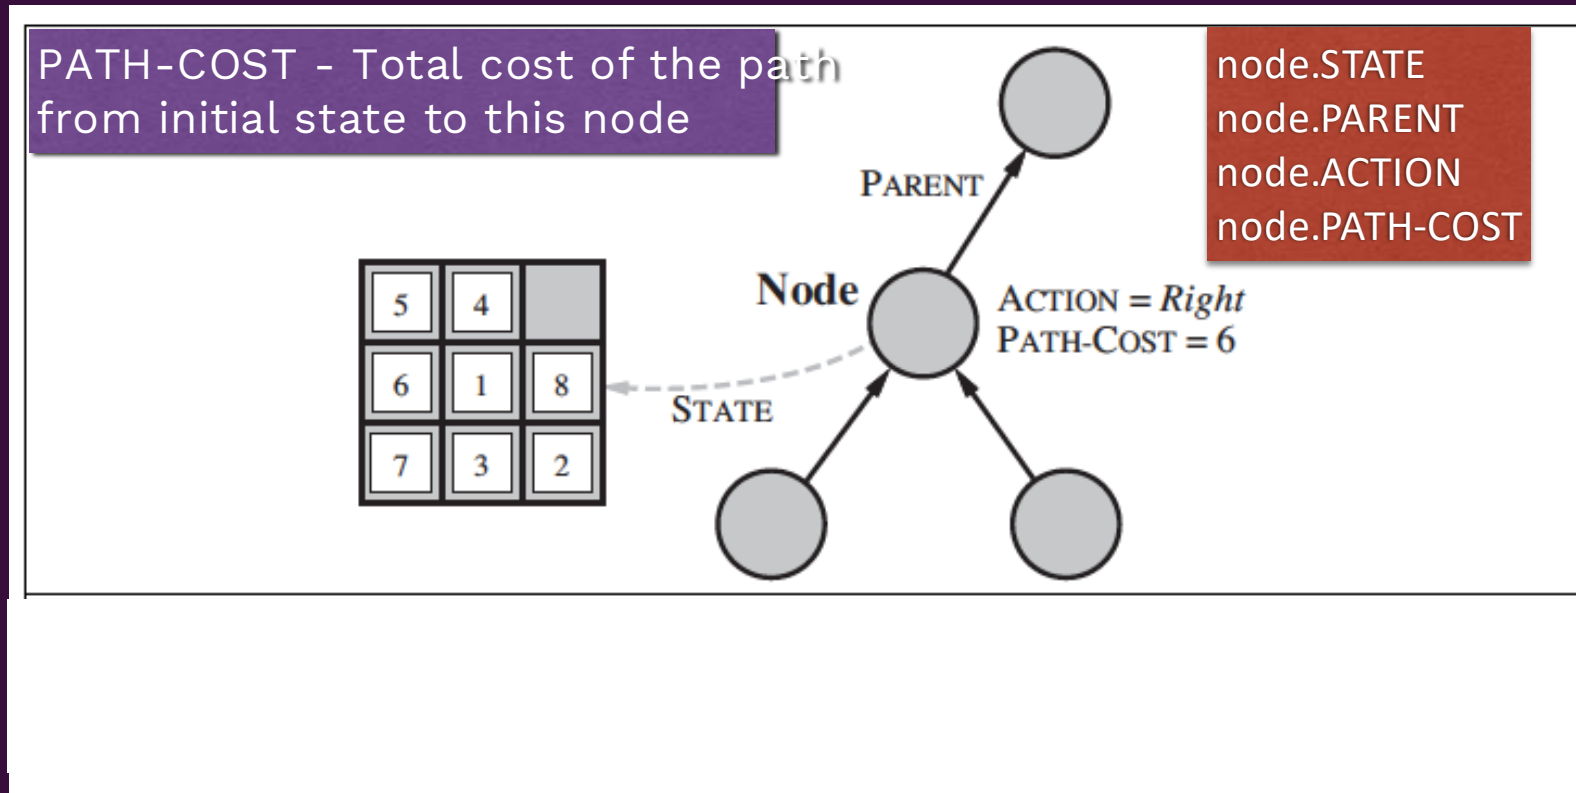 PATH-COST - Total cost of the path
from initial state to this node
node.STATE
node.PARENT
node.ACTION
node.PATH-COST
PARENT
Node
ACTION = Right
PATH-COST = 6
STATE
5 4
6 1 8
7 3 2